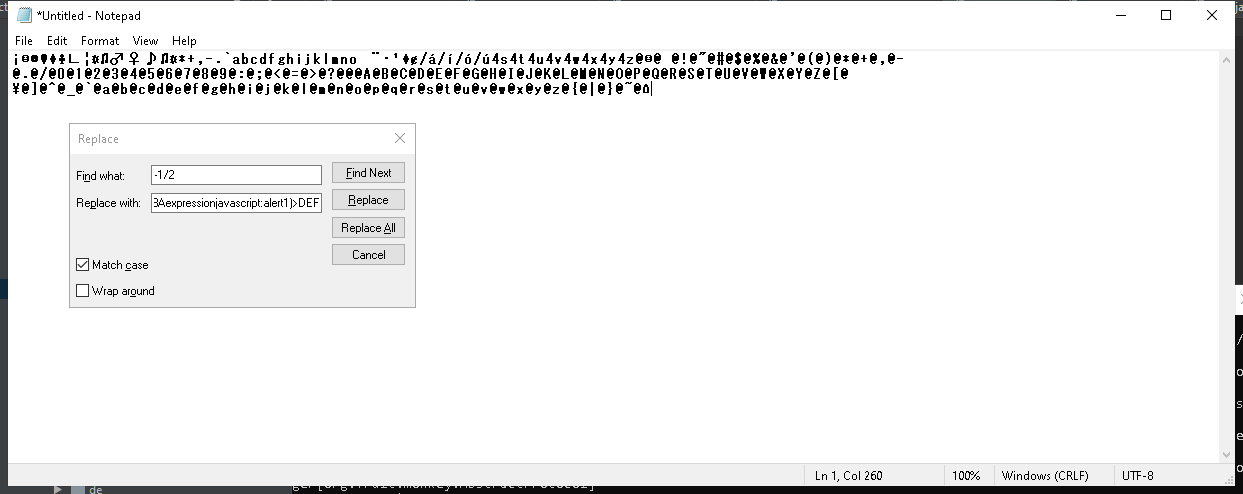 *Untitled - Notepad
File Edit Format View Help
¡¤¤♦♦♦∟¦¤♫♂♀♪♫¤*+,-.`abcdfghijklmno ¨·'♦¢/á/í/ó/ú4s4t4u4v4w4x4y4z@¤@ @!@˝@#@$@%@&@'@(@)@*@+@,@-
@.@/@0@1@2@3@4@5@6@7@8@9@:@;@<@=@>@?@@@A@B@C@D@E@F@G@H@I@J@K@L@M@N@O@P@Q@R@S@T@U@V@W@X@Y@Z@[@
¥@]@^@_@`@a@b@c@d@e@f@g@h@i@j@k@l@m@n@o@p@q@r@s@t@u@v@w@x@y@z@{@|@}@~@⌂
Replace
Find what: -1/2 Find Next
Replace with: 3Aexpressionjavascript:alert1)>DEF Replace
Replace All
Cancel
Match case
Wrap around
Ln 1, Col 260 100% Windows (CRLF) UTF-8
de